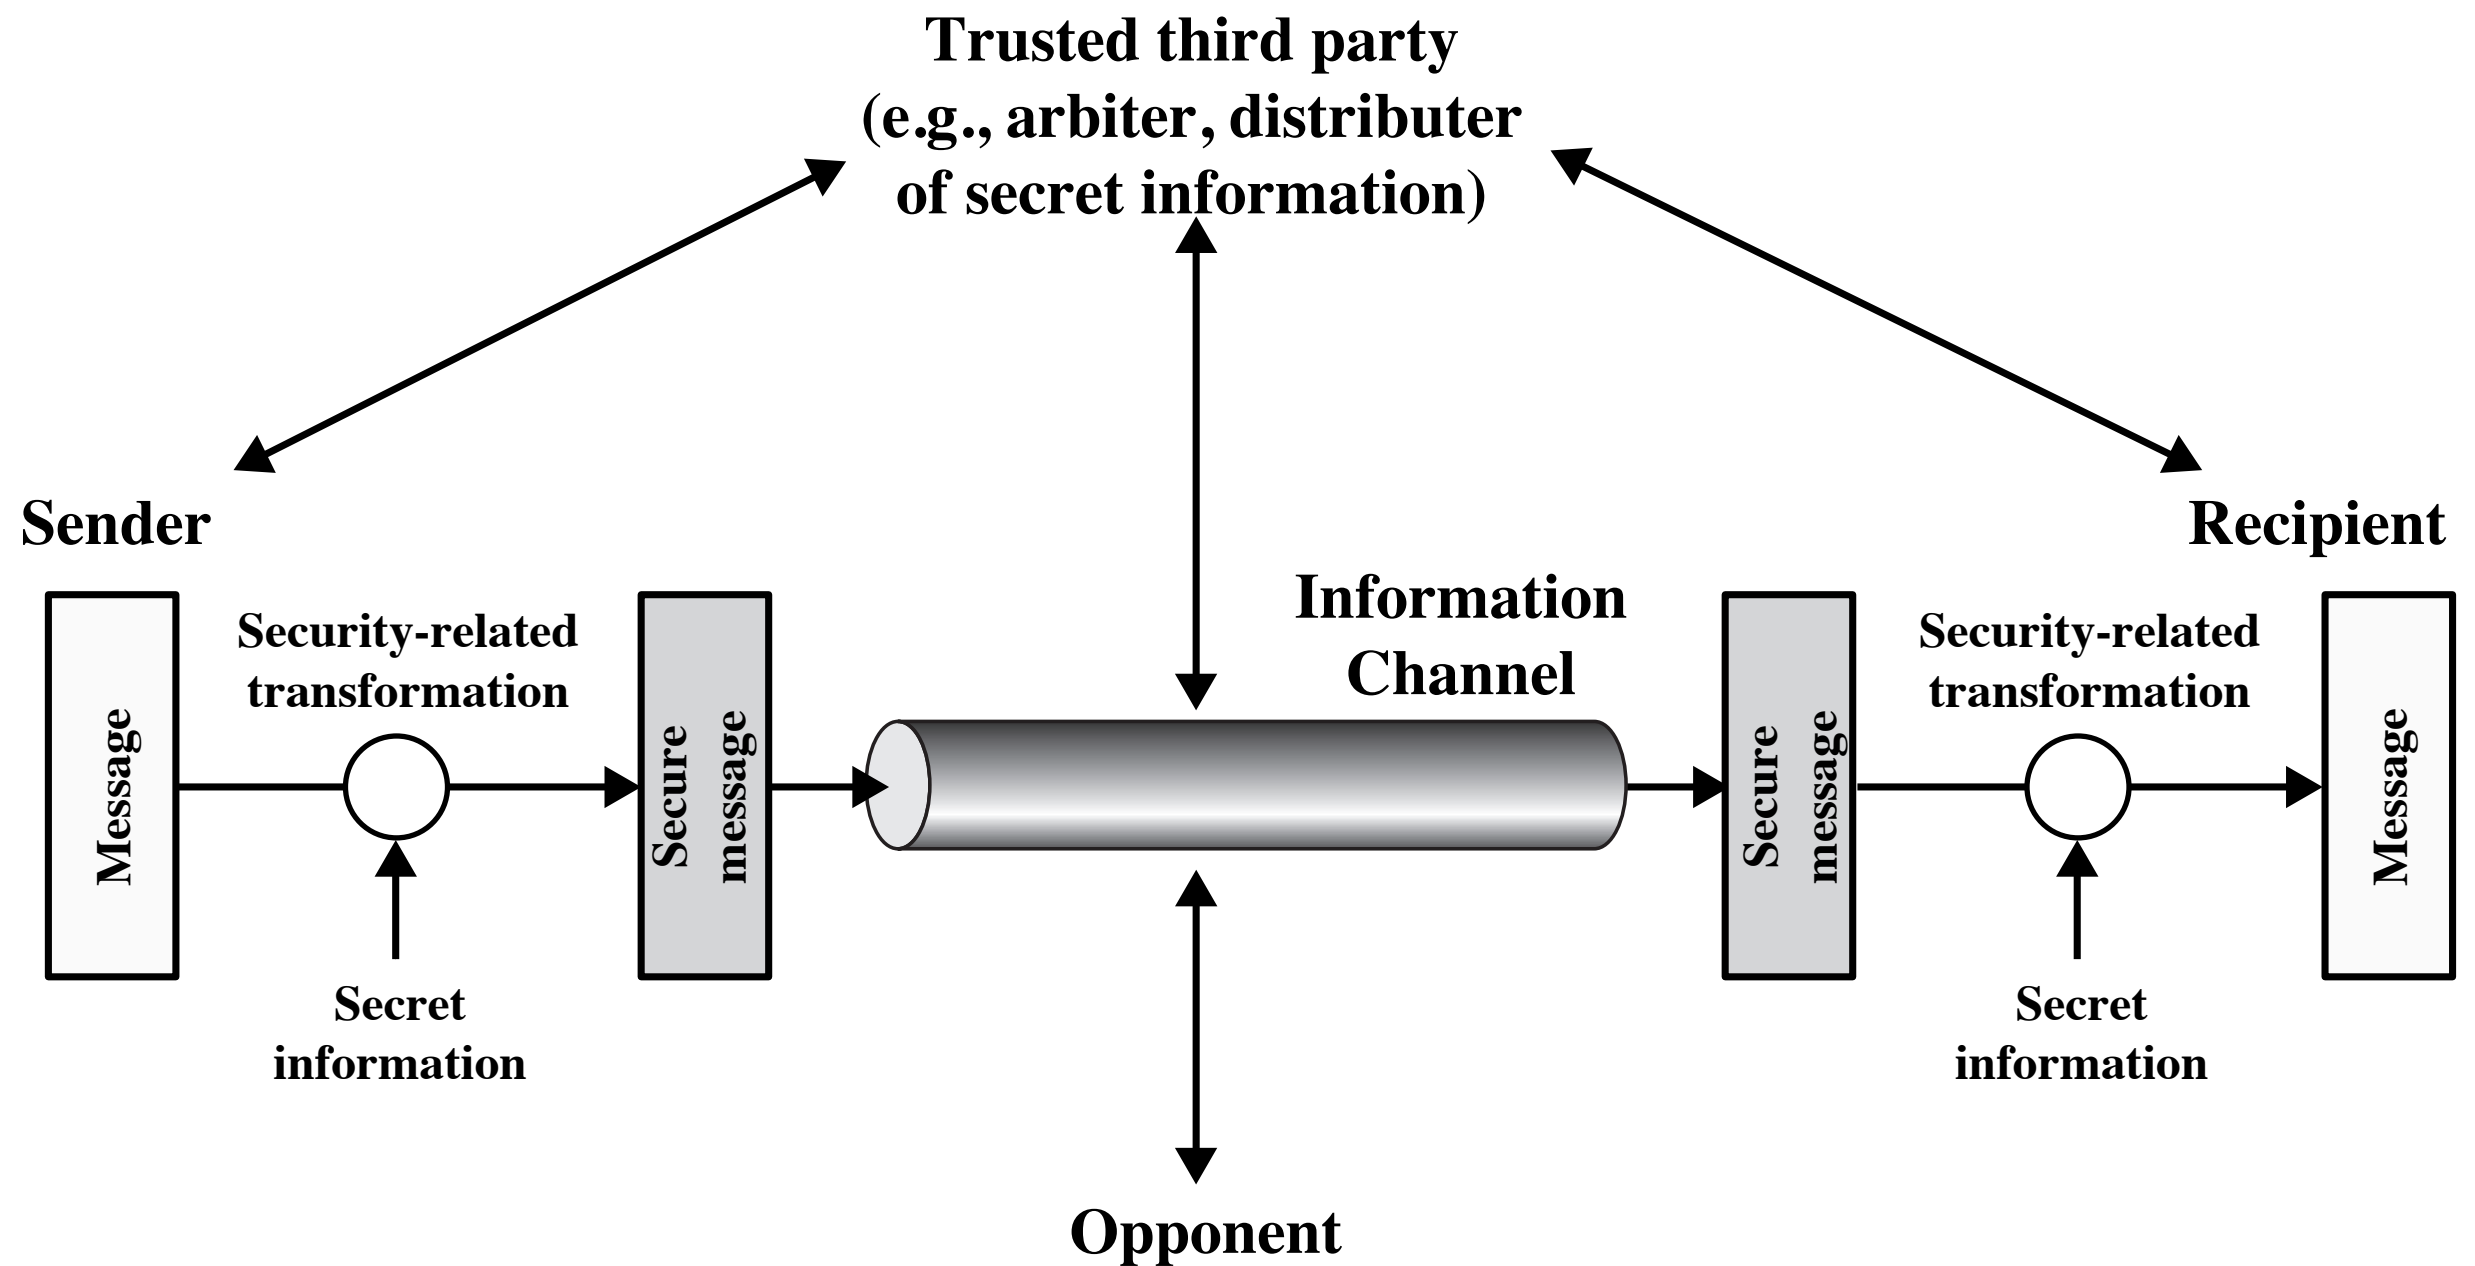 Trusted third party
(e.g., arbiter, distributer
of secret information)
Sender
Recipient
Information
Channel
Security-related
transformation
Security-related
transformation
Message
Secure
message
Secure
message
Message
Secret
information
Secret
information
Opponent